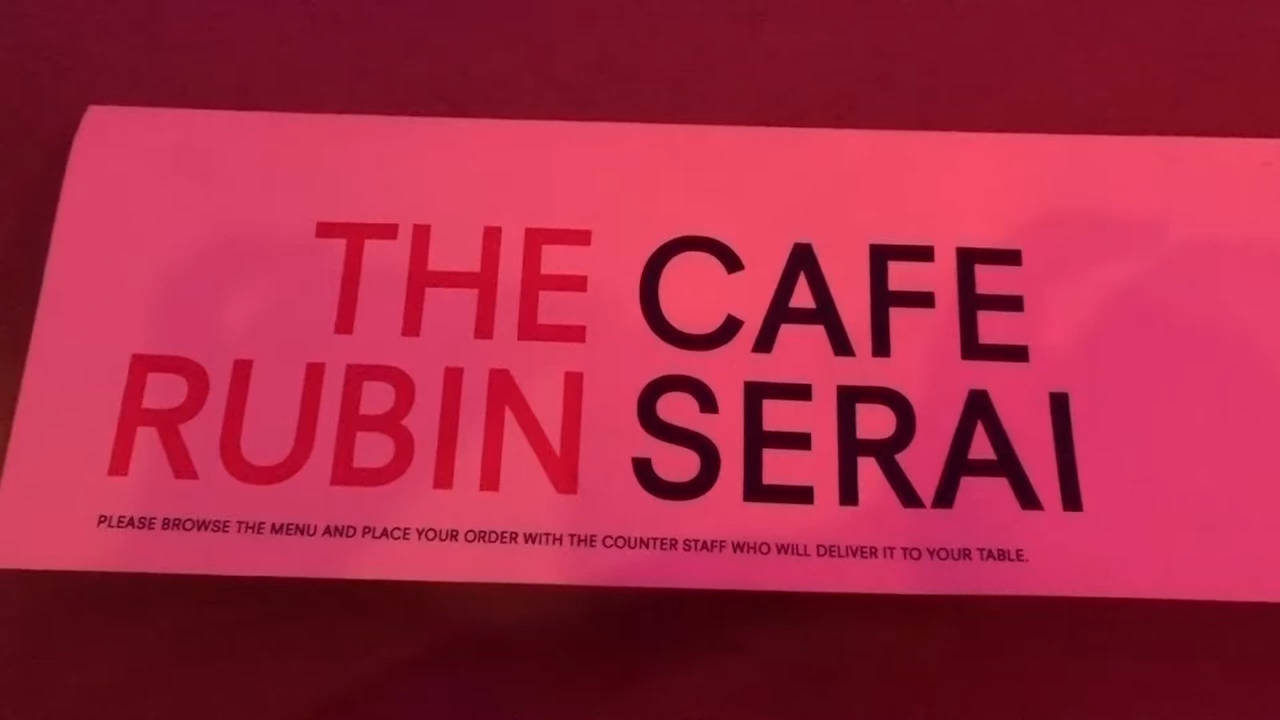 THE CAFE
RUBIN SERAI
PLEASE BROWSE THE MENU AND PLACE YOUR ORDER WITH THE COUNTER STAFF WHO WILL DELIVER IT TO YOUR TABLE.